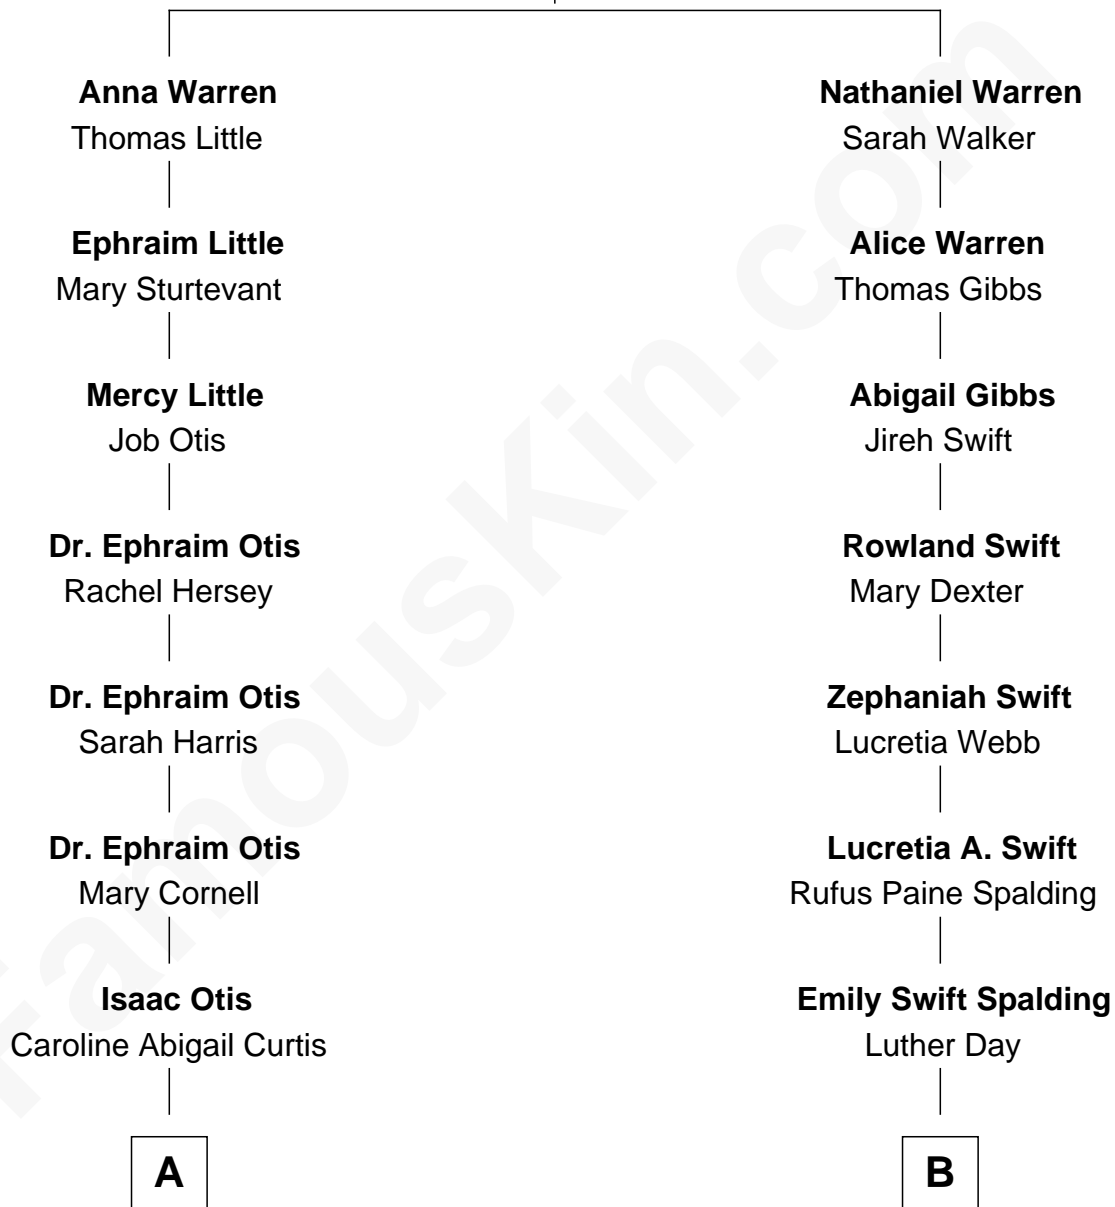 Anna Warren
Thomas Little
Nathaniel Warren
Sarah Walker
Ephraim Little
Mary Sturtevant
Alice Warren
Thomas Gibbs
Mercy Little
Job Otis
Abigail Gibbs
Jireh Swift
Dr. Ephraim Otis
Rachel Hersey
Rowland Swift
Mary Dexter
Dr. Ephraim Otis
Sarah Harris
Zephaniah Swift
Lucretia Webb
Dr. Ephraim Otis
Mary Cornell
Lucretia A. Swift
Rufus Paine Spalding
Isaac Otis
Caroline Abigail Curtis
Emily Swift Spalding
Luther Day
A
B
FamousKin.com